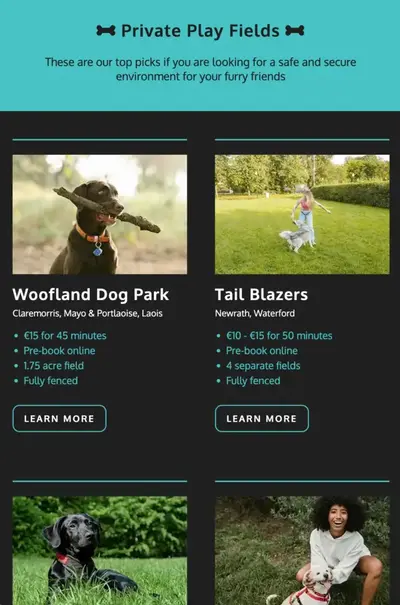 Private Play Fields
These are our top picks if you are looking for a safe and secure
environment for your furry friends
Woofland Dog Park
Claremorris, Mayo & Portlaoise, Laois
• €15 for 45 minutes
• Pre-book online
• 1.75 acre field
• Fully fenced
LEARN MORE
Tail Blazers
Newrath, Waterford
• €10 - €15 for 50 minutes
• Pre-book online
• 4 separate fields
• Fully fenced
LEARN MORE